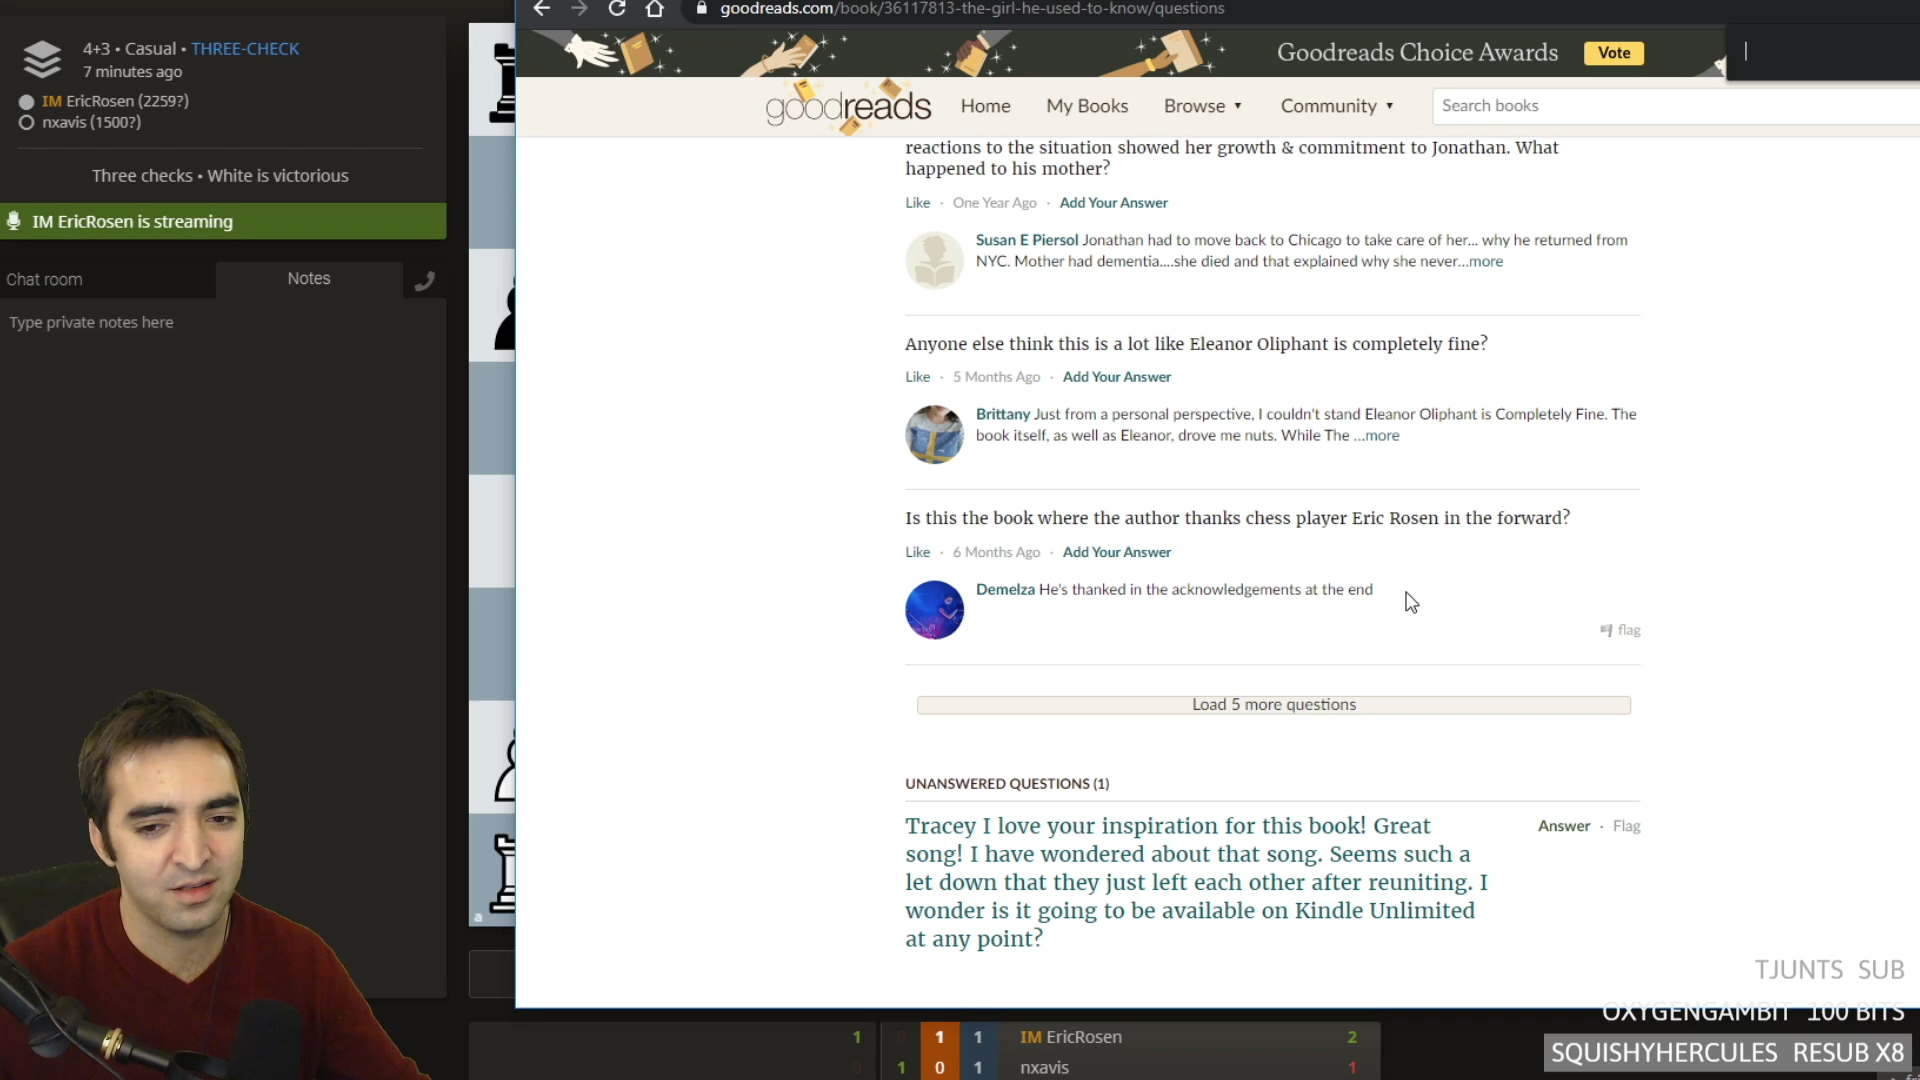 4+3 • Casual • THREE-CHECK
7 minutes ago
IM EricRosen (2259?)
nxavis (1500?)
Three checks • White is victorious
IM EricRosen is streaming
Chat room
Notes
Type private notes here
goodreads.com/book/36117813-the-girl-he-used-to-know/questions
Goodreads Choice Awards
Vote
goodreads
Home
My Books
Browse ▼
Community ▼
Search books
reactions to the situation showed her growth & commitment to Jonathan. What
happened to his mother?
Like · One Year Ago · Add Your Answer
Susan E Piersol Jonathan had to move back to Chicago to take care of her... why he returned from
NYC. Mother had dementia....she died and that explained why she never...more
Anyone else think this is a lot like Eleanor Oliphant is completely fine?
Like · 5 Months Ago · Add Your Answer
Brittany Just from a personal perspective, I couldn't stand Eleanor Oliphant is Completely Fine. The
book itself, as well as Eleanor, drove me nuts. While The ...more
Is this the book where the author thanks chess player Eric Rosen in the forward?
Like · 6 Months Ago · Add Your Answer
Demelza He's thanked in the acknowledgements at the end
flag
Load 5 more questions
UNANSWERED QUESTIONS (1)
Tracey I love your inspiration for this book! Great
song! I have wondered about that song. Seems such a
let down that they just left each other after reuniting. I
wonder is it going to be available on Kindle Unlimited
at any point?
Answer · Flag
a
TJUNTS SUB
OXYGENGAMBIT 100 BITS
SQUISHYHERCULES RESUB X8
1 0 1 1 IM EricRosen 2
0 1 0 1 nxavis 1